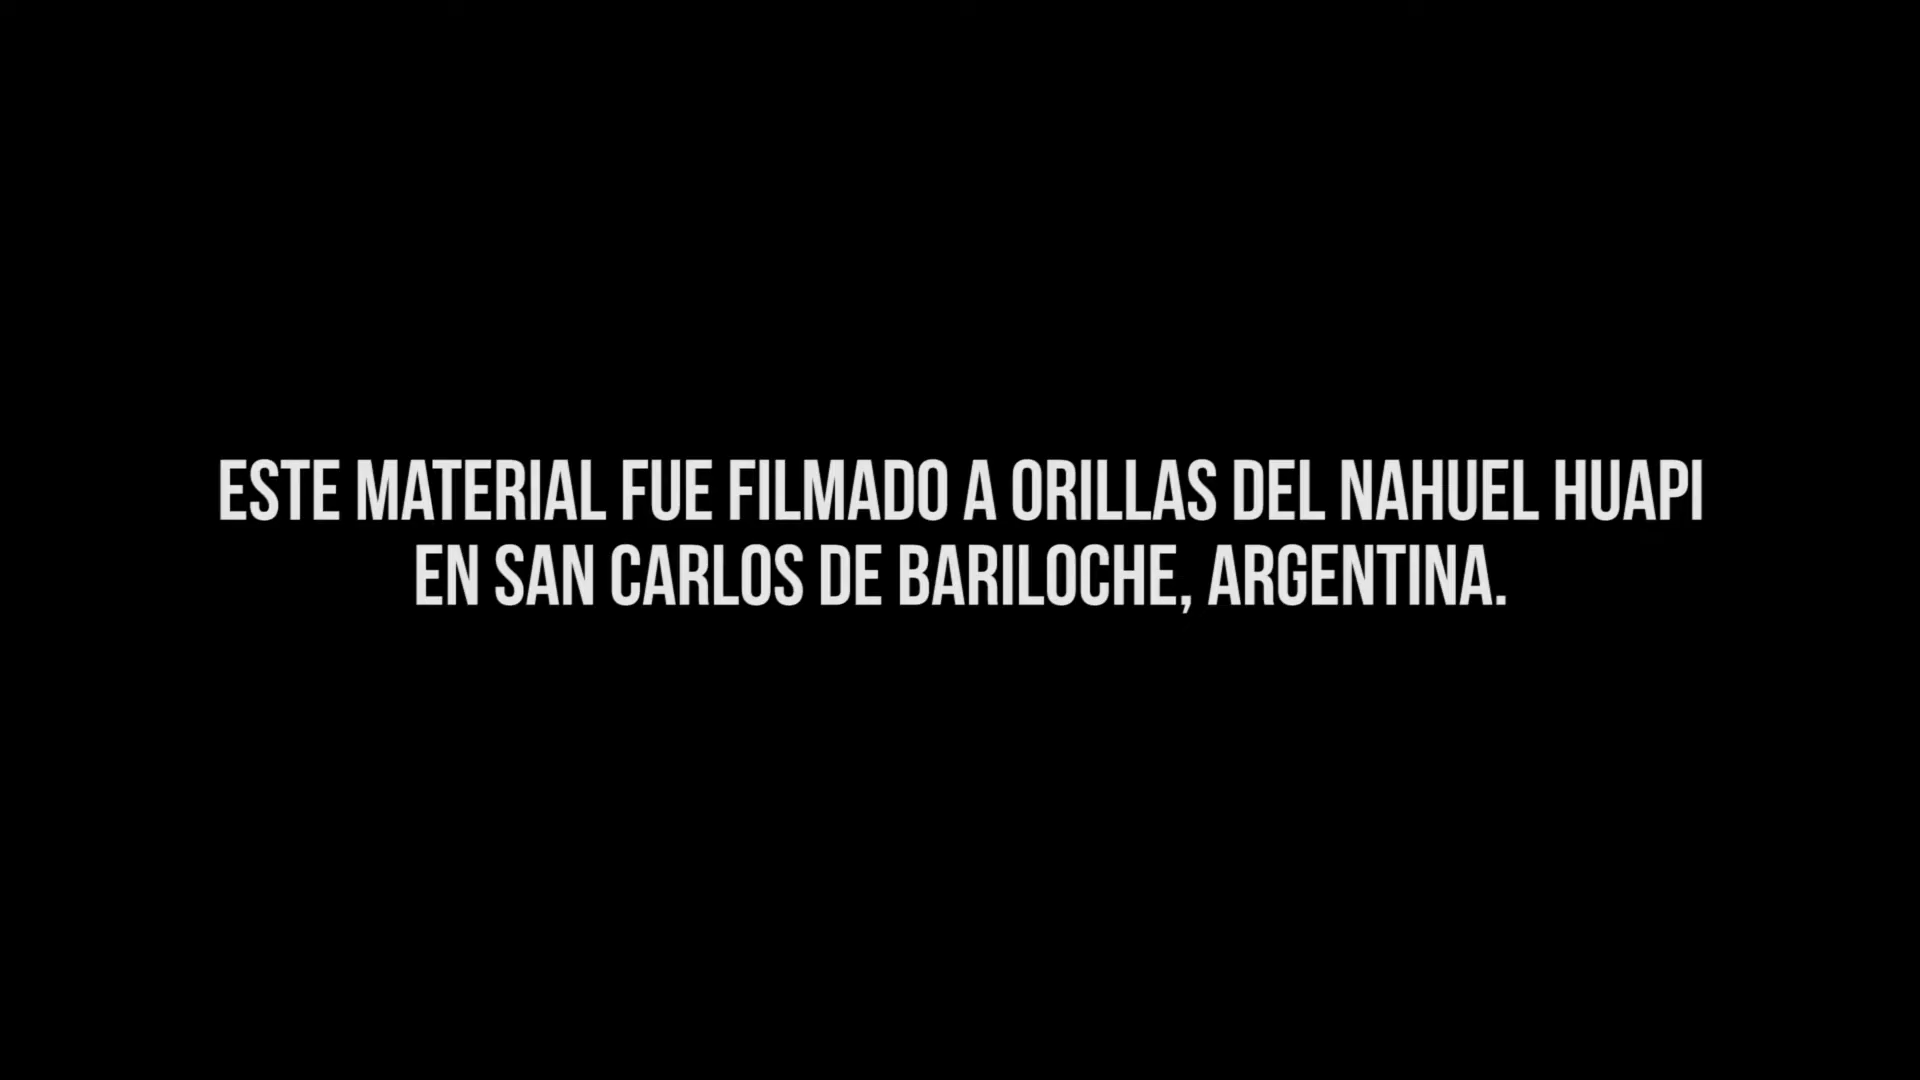 ESTE MATERIAL FUE FILMADO A ORILLAS DEL NAHUEL HUAPI
EN SAN CARLOS DE BARILOCHE, ARGENTINA.